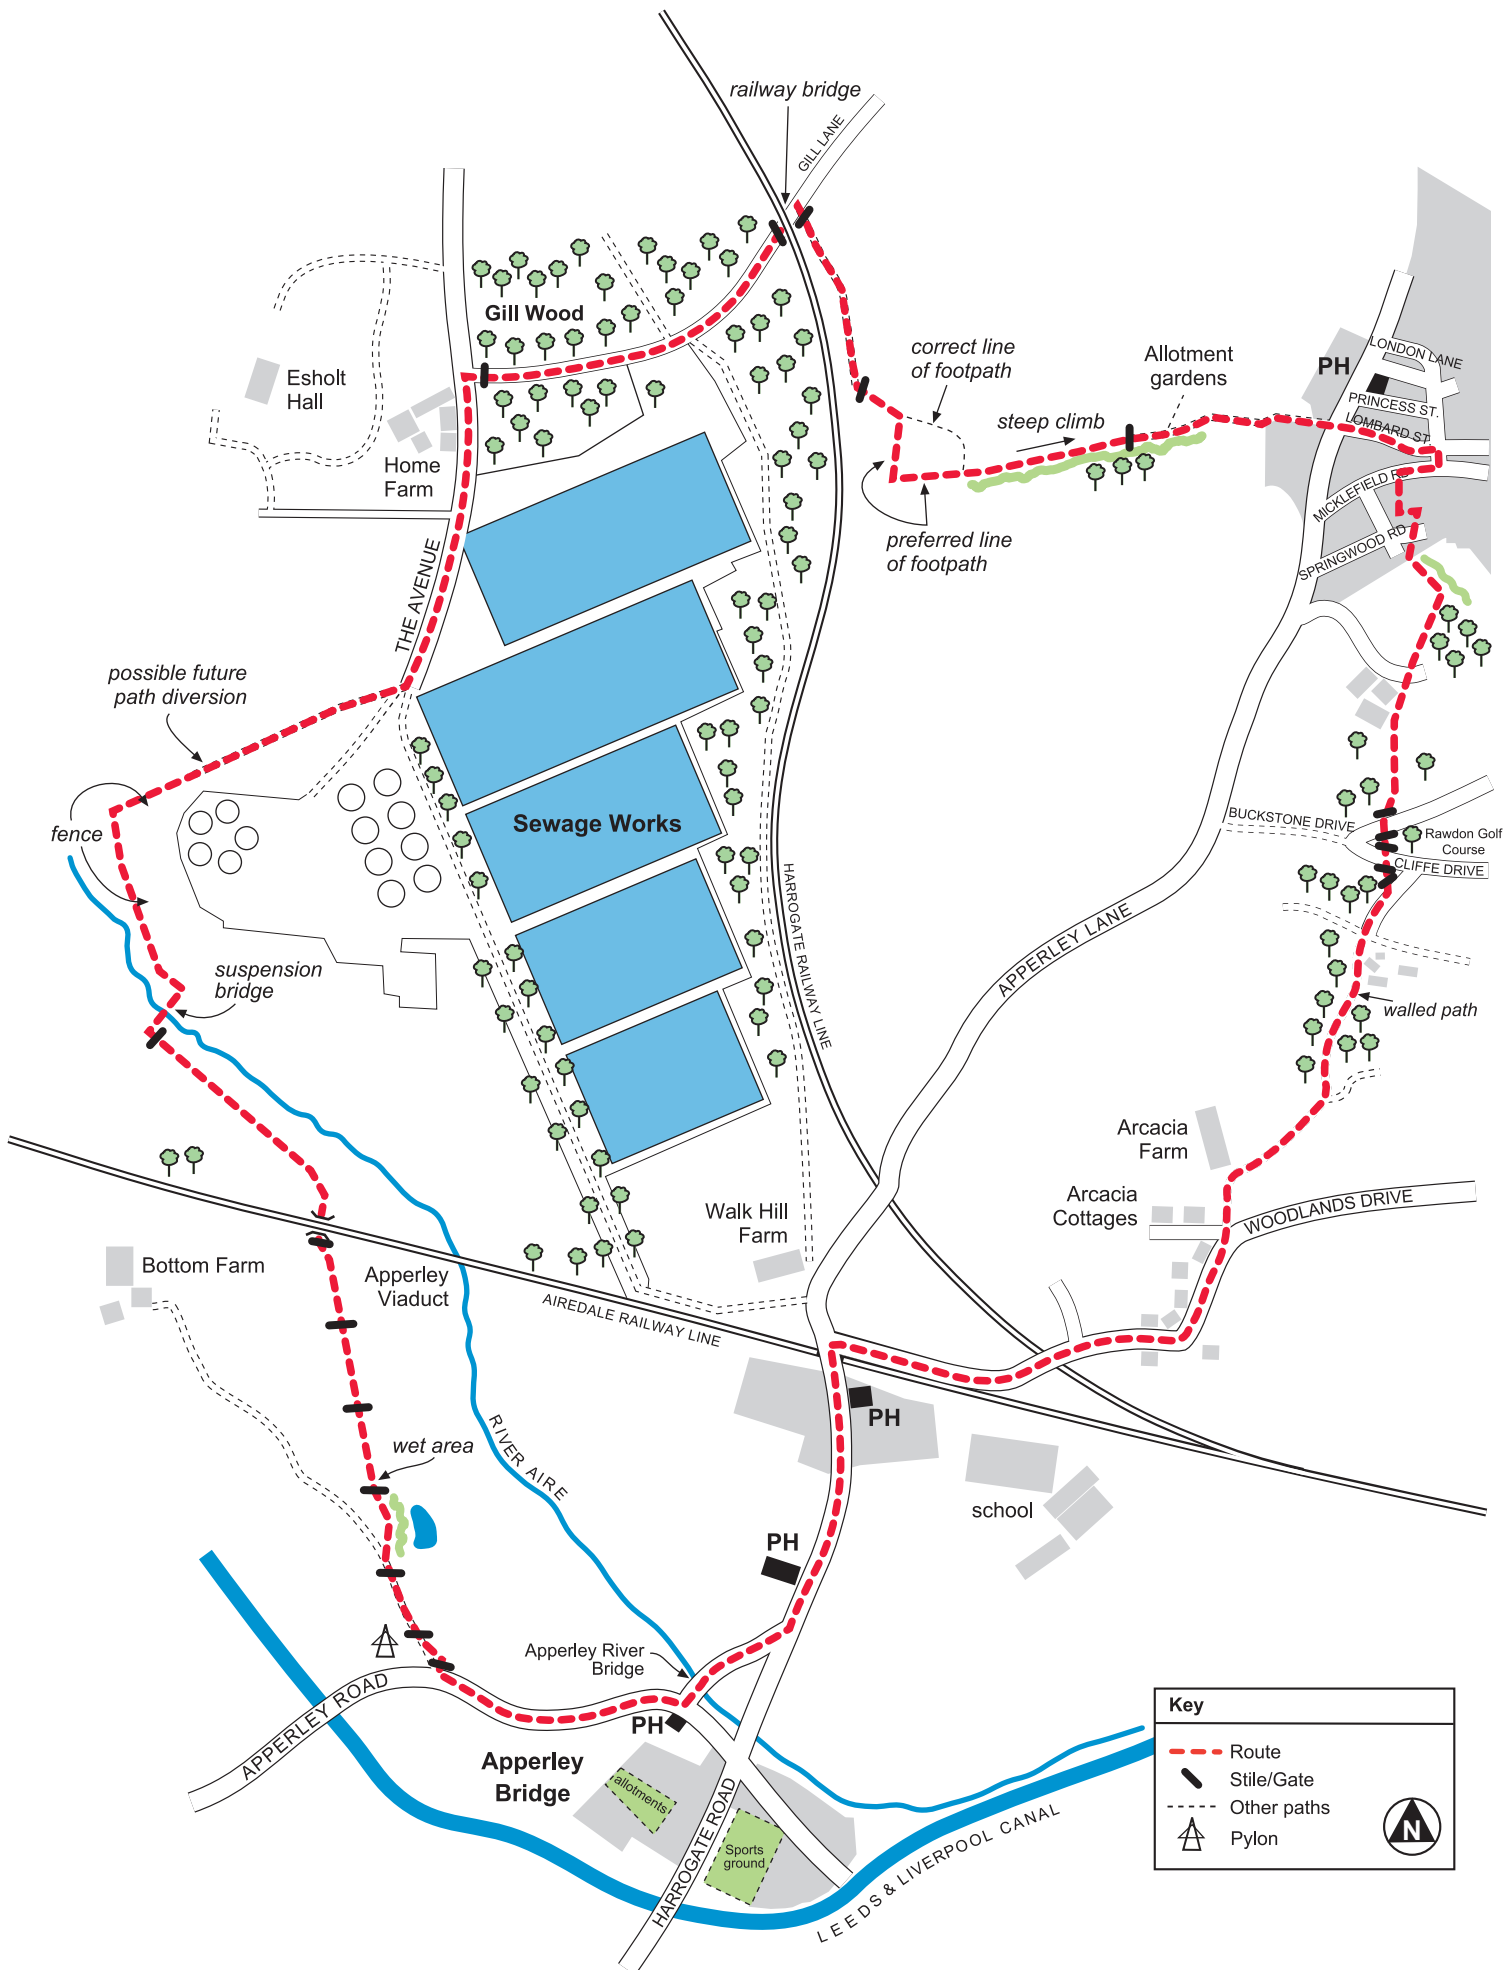 railway bridge
GILL LANE
Gill Wood
Esholt
Hall
Home
Farm
THE AVENUE
correct line
of footpath
steep climb
Allotment
gardens
preferred line
of footpath
PH
LONDON LANE
PRINCESS ST.
LOMBARD ST
MICKLEFIELD RD
SPRINGWOOD RD
possible future
path diversion
fence
suspension
bridge
Sewage Works
HARROGATE RAILWAY LINE
APPERLEY LANE
BUCKSTONE DRIVE
Rawdon Golf
Course
CLIFFE DRIVE
walled path
Arcacia
Farm
Arcacia
Cottages
WOODLANDS DRIVE
Walk Hill
Farm
Bottom Farm
Apperley
Viaduct
AIREDALE RAILWAY LINE
PH
school
wet area
RIVER AIRE
PH
Apperley River
Bridge
APPERLEY ROAD
PH
Apperley
Bridge
allotments
Sports
ground
HARROGATE ROAD
LEEDS & LIVERPOOL CANAL
Key
Route
Stile/Gate
Other paths
Pylon
N